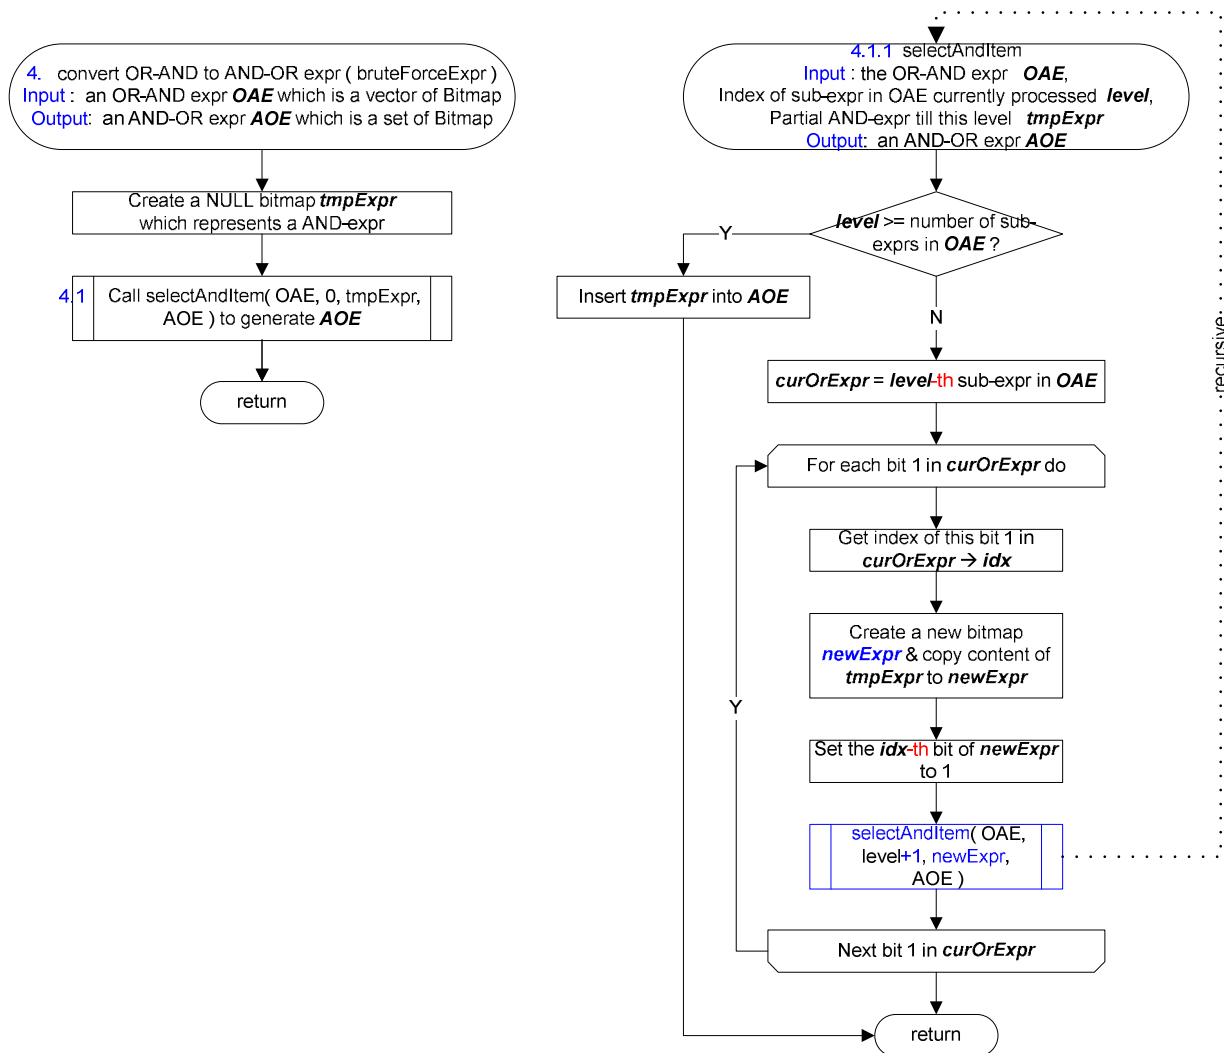 4. convert OR-AND to AND-OR expr ( bruteForceExpr )
Input : an OR-AND expr OAE which is a vector of Bitmap
Output: an AND-OR expr AOE which is a set of Bitmap
Create a NULL bitmap tmpExpr
which represents a AND-expr
4.1 Call selectAndItem( OAE, 0, tmpExpr,
AOE ) to generate AOE
return
4.1.1 selectAndItem
Input : the OR-AND expr OAE,
Index of sub-expr in OAE currently processed level,
Partial AND-expr till this level tmpExpr
Output: an AND-OR expr AOE
level >= number of sub-
exprs in OAE ?
Y
Insert tmpExpr into AOE
N
curOrExpr = level-th sub-expr in OAE
For each bit 1 in curOrExpr do
Get index of this bit 1 in
curOrExpr → idx
Create a new bitmap
newExpr & copy content of
tmpExpr to newExpr
Y
Set the idx-th bit of newExpr
to 1
selectAndItem( OAE,
level+1, newExpr,
AOE )
Next bit 1 in curOrExpr
return
recursive